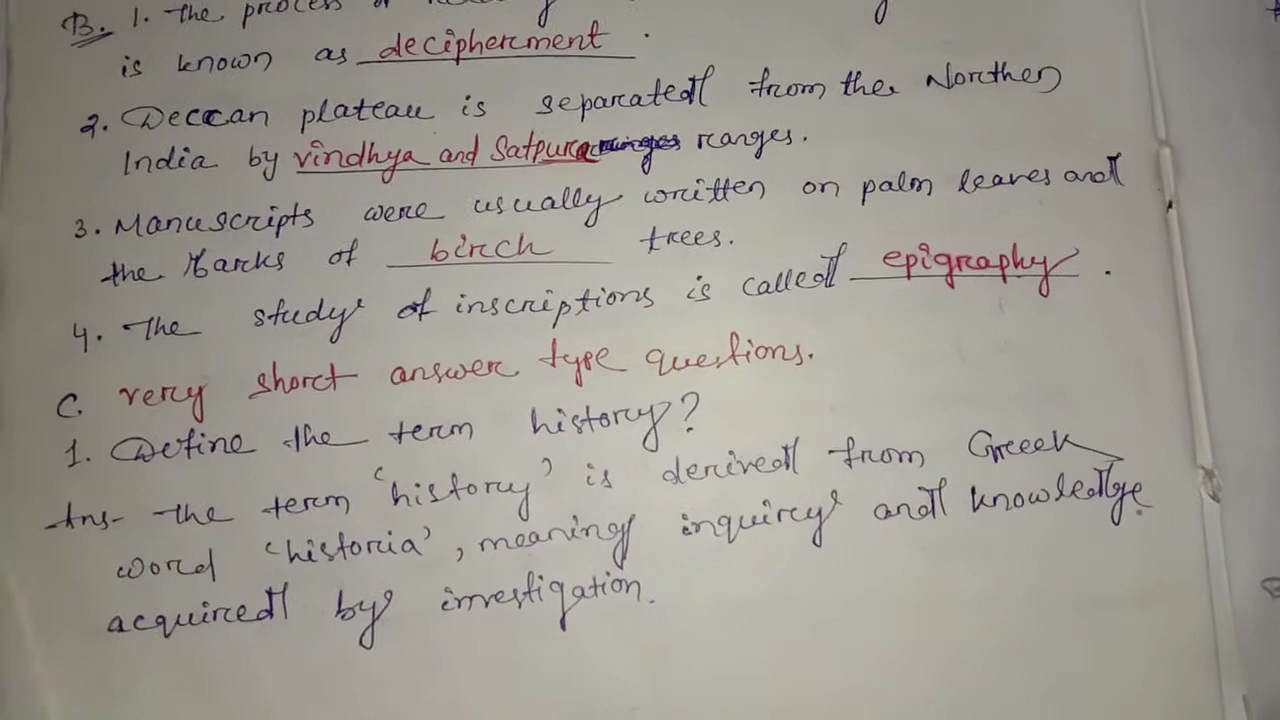 B. 1. The process of
is known as decipherment.
2. Deccan plateau is separated from the Northen
India by vindhya and Satpura ranges.
3. Manuscripts were usually written on palm leaves and
the barks of birch trees.
4. The study of inscriptions is called epigraphy.
C. very short answer type questions.
1. Define the term history?
Ans- The term 'history' is derived from Greek
word 'historia', meaning inquiry and knowledge
acquired by investigation.